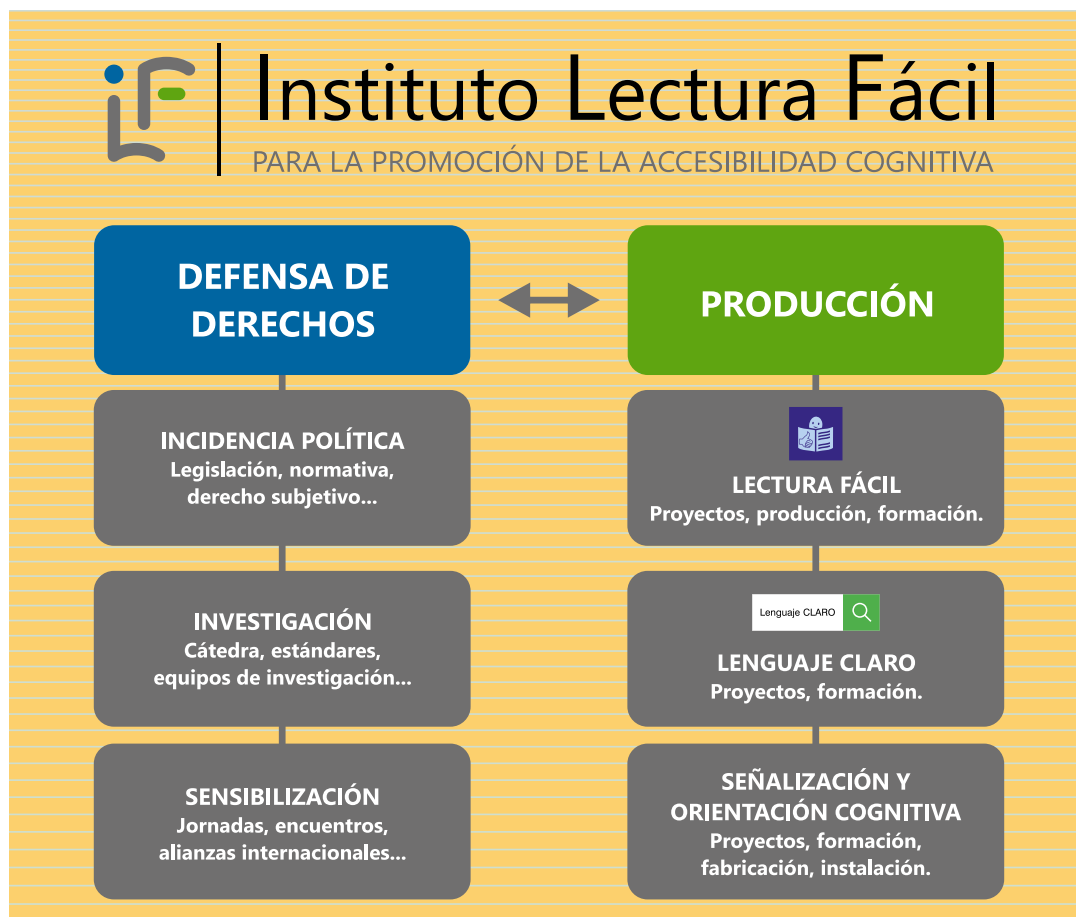 Instituto Lectura Fácil
PARA LA PROMOCIÓN DE LA ACCESIBILIDAD COGNITIVA
DEFENSA DE
DERECHOS
INCIDENCIA POLÍTICA
Legislación, normativa,
derecho subjetivo...
INVESTIGACIÓN
Cátedra, estándares,
equipos de investigación...
SENSIBILIZACIÓN
Jornadas, encuentros,
alianzas internacionales...
PRODUCCIÓN
LECTURA FÁCIL
Proyectos, producción, formación.
Lenguaje CLARO
LENGUAJE CLARO
Proyectos, formación.
SEÑALIZACIÓN Y
ORIENTACIÓN COGNITIVA
Proyectos, formación,
fabricación, instalación.